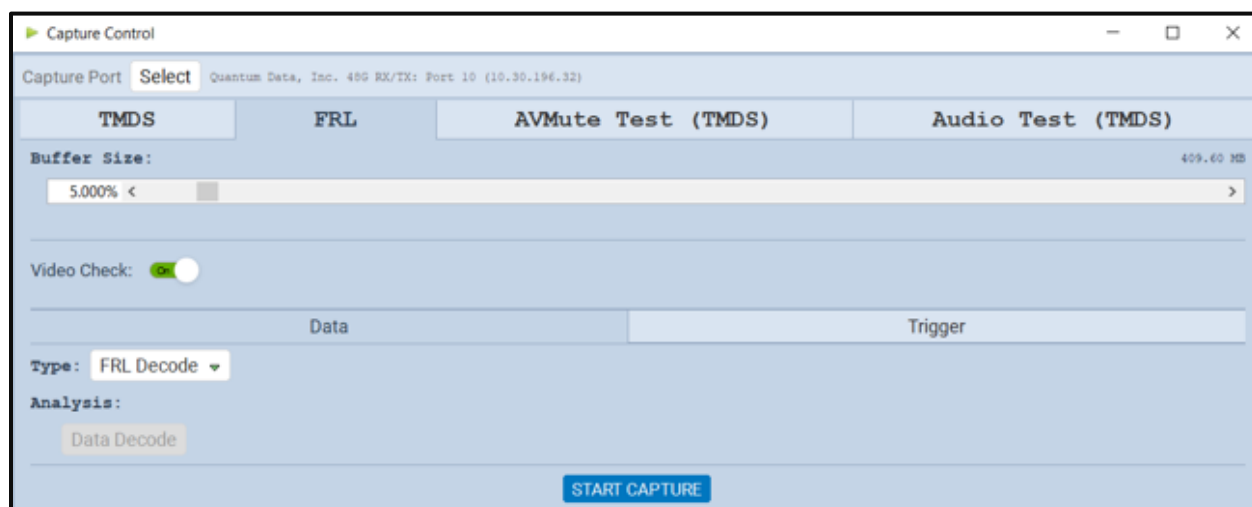 Capture Control
Capture Port Select Quantum Data, Inc. 48G RX/TX: Port 10 (10.30.196.32)
TMDS FRL AVMute Test (TMDS) Audio Test (TMDS)
Buffer Size: 409.60 MB
5.000% < >
Video Check: On
Data Trigger
Type: FRL Decode
Analysis:
Data Decode
START CAPTURE